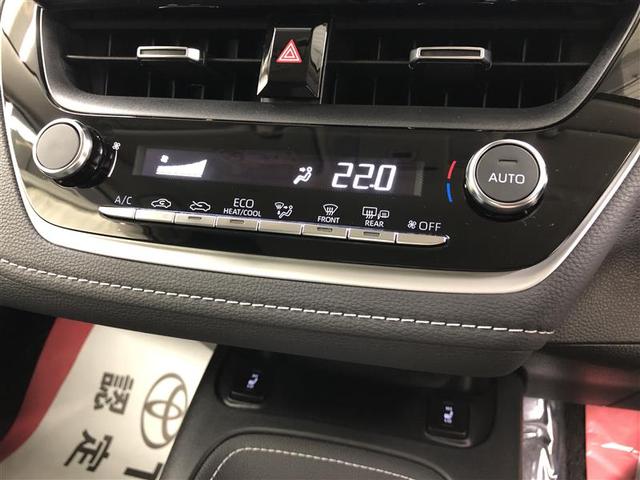 22.0
AUTO
A/C
ECO
HEAT/COOL
FRONT
REAR
OFF
認定
T